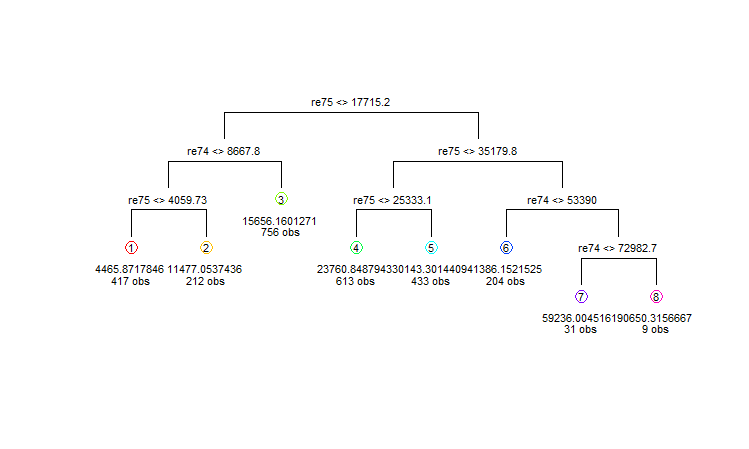 re75 <> 17715.2
re74 <> 8667.8
re75 <> 35179.8
re75 <> 4059.73
3
re75 <> 25333.1
re74 <> 53390
15656.1601271
756 obs
1
2
4
5
6
re74 <> 72982.7
4465.8717846 11477.0537436
23760.848794330143.301440941386.1521525
417 obs
212 obs
613 obs
433 obs
204 obs
7
8
59236.004516190650.3156667
31 obs
9 obs